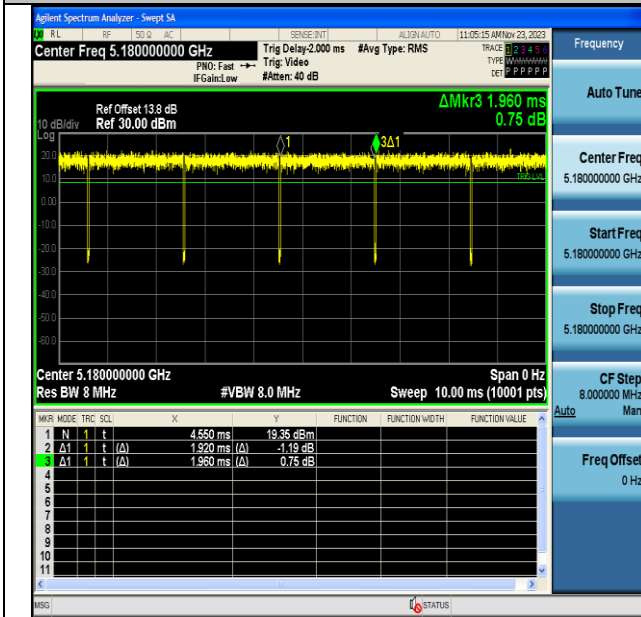 Agilent Spectrum Analyzer - Swept SA
RL RF 50 Ω AC SENSE:INT ALIGN AUTO 11:05:15 AM Nov 23, 2023
Center Freq 5.180000000 GHz
PNO: Fast
IFGain:Low
Trig Delay-2.000 ms
Trig: Video
#Atten: 40 dB
#Avg Type: RMS
TRACE 1 2 3 4 5 6
TYPE WWWWWW
DET P P P P P P
Ref Offset 13.8 dB
10 dB/div Ref 30.00 dBm
Log
ΔMkr3 1.960 ms
0.75 dB
1
3Δ1
TRIG LVL
20.0
10.0
0.00
-10.0
-20.0
-30.0
-40.0
-50.0
-60.0
Center 5.180000000 GHz Span 0 Hz
Res BW 8 MHz #VBW 8.0 MHz Sweep 10.00 ms (10001 pts)
MKR MODE TRC SCL X Y FUNCTION FUNCTION WIDTH FUNCTION VALUE
1 N 1 t 4.550 ms 19.35 dBm
2 Δ1 1 t (Δ) 1.920 ms (Δ) -1.19 dB
3 Δ1 1 t (Δ) 1.960 ms (Δ) 0.75 dB
4
5
6
7
8
9
10
11
MSG STATUS
Frequency
Auto Tune
Center Freq
5.180000000 GHz
Start Freq
5.180000000 GHz
Stop Freq
5.180000000 GHz
CF Step
8.000000 MHz
Auto Man
Freq Offset
0 Hz